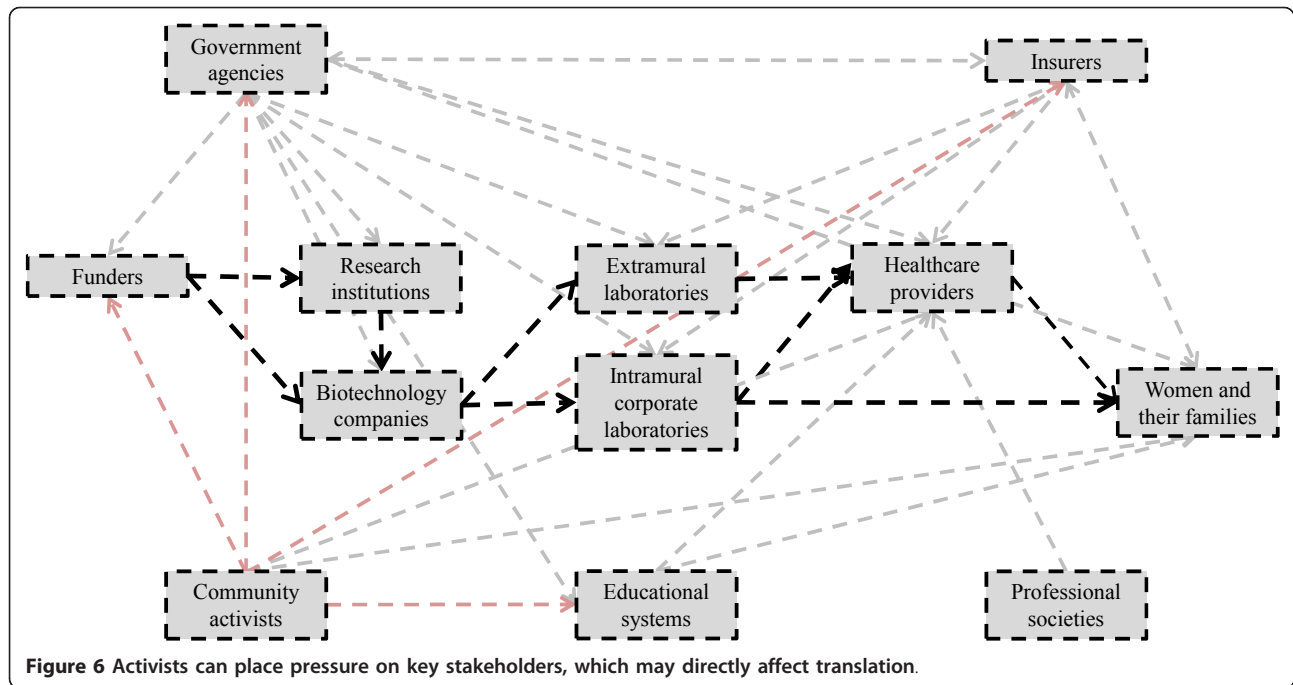 Government
agencies
Insurers
Funders
Research
institutions
Extramural
laboratories
Healthcare
providers
Biotechnology
companies
Intramural
corporate
laboratories
Women and
their families
Community
activists
Educational
systems
Professional
societies
Figure 6 Activists can place pressure on key stakeholders, which may directly affect translation.